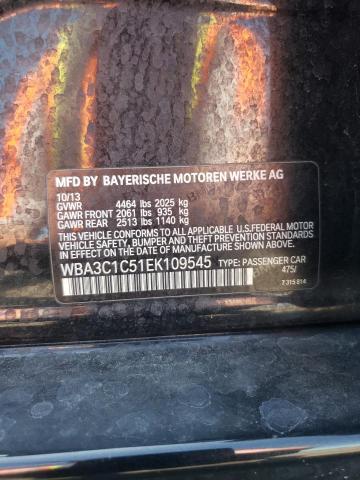 MFD BY BAYERISCHE MOTOREN WERKE AG
10/13
GVWR 4464 lbs 2025 kg
GAWR FRONT 2061 lbs 935 kg
GAWR REAR 2513 lbs 1140 kg
THIS VEHICLE CONFORMS TO ALL APPLICABLE U.S.FEDERAL
MOTOR VEHICLE SAFETY, BUMPER, AND THEFT PREVENTION
STANDARDS IN EFFECT ON THE DATE OF MANUFACTURE
SHOWN ABOVE.
WBA3C1C51EK109545 TYPE: PASSENGER CAR
475/
7 315 814